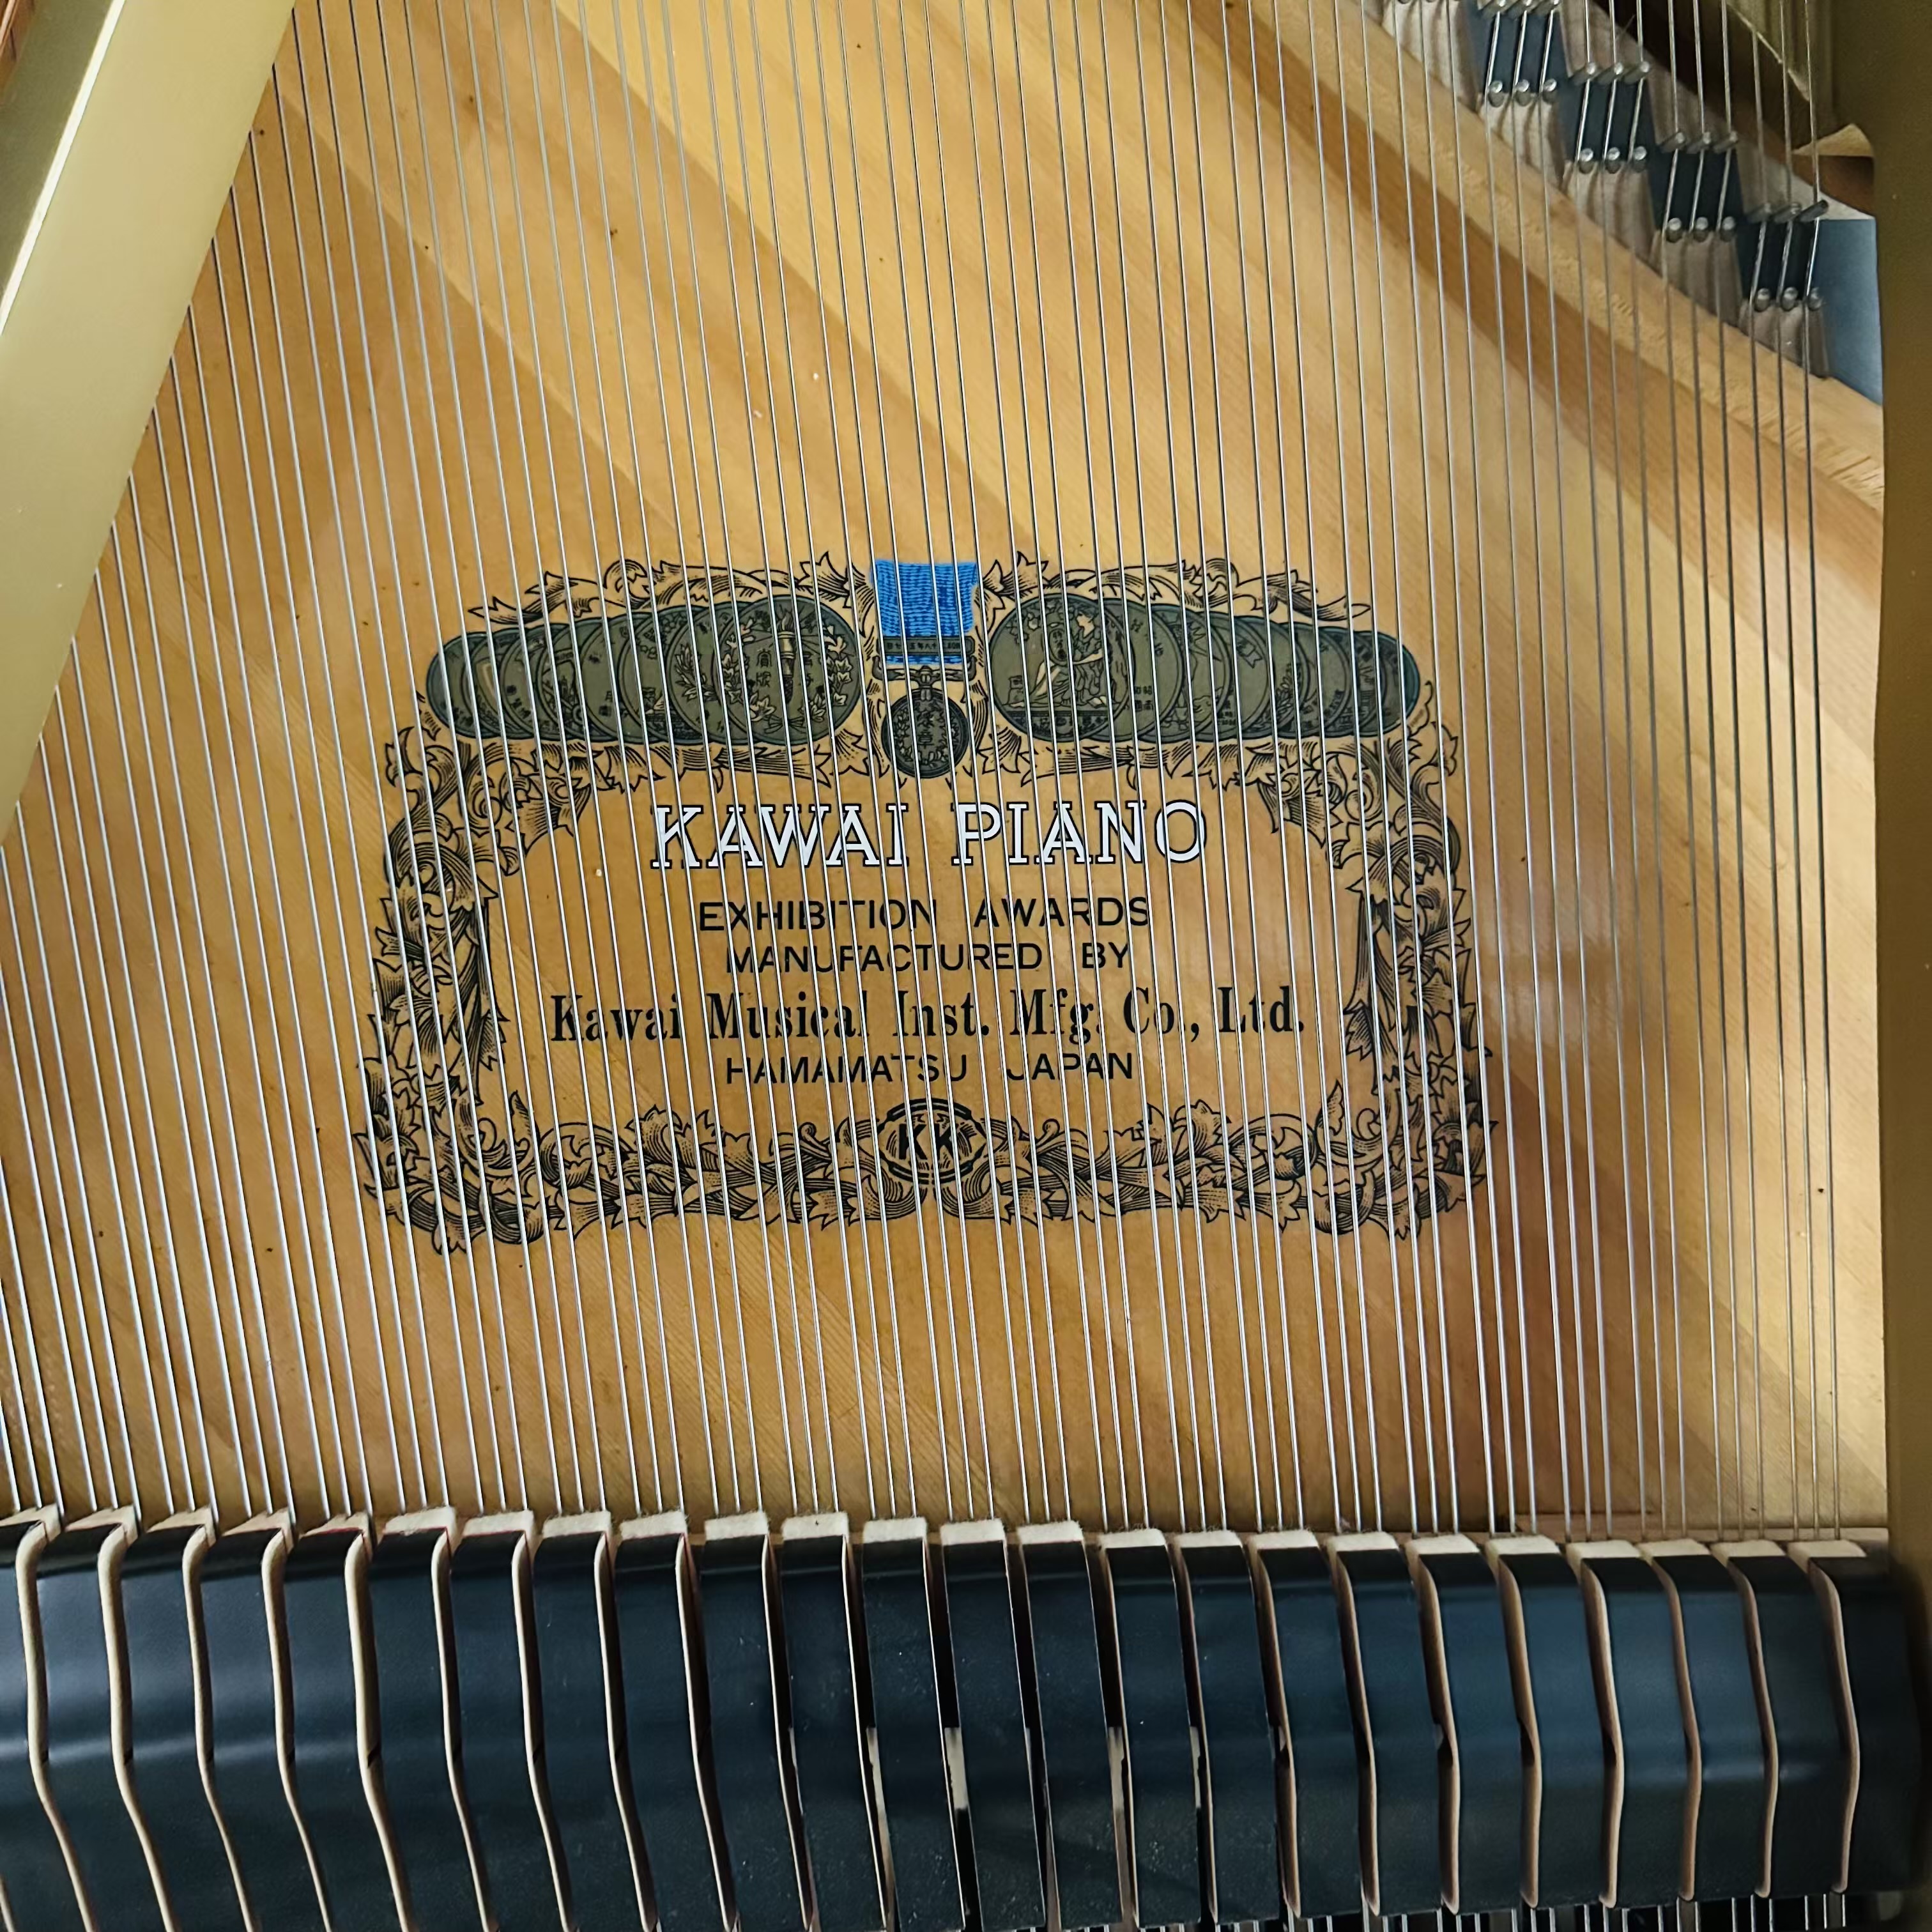 KAWAI PIANO
EXHIBITION AWARDS
MANUFACTURED BY
Kawai Musical Inst. Mfg. Co., Ltd.
HAMAMATSU JAPAN
KK